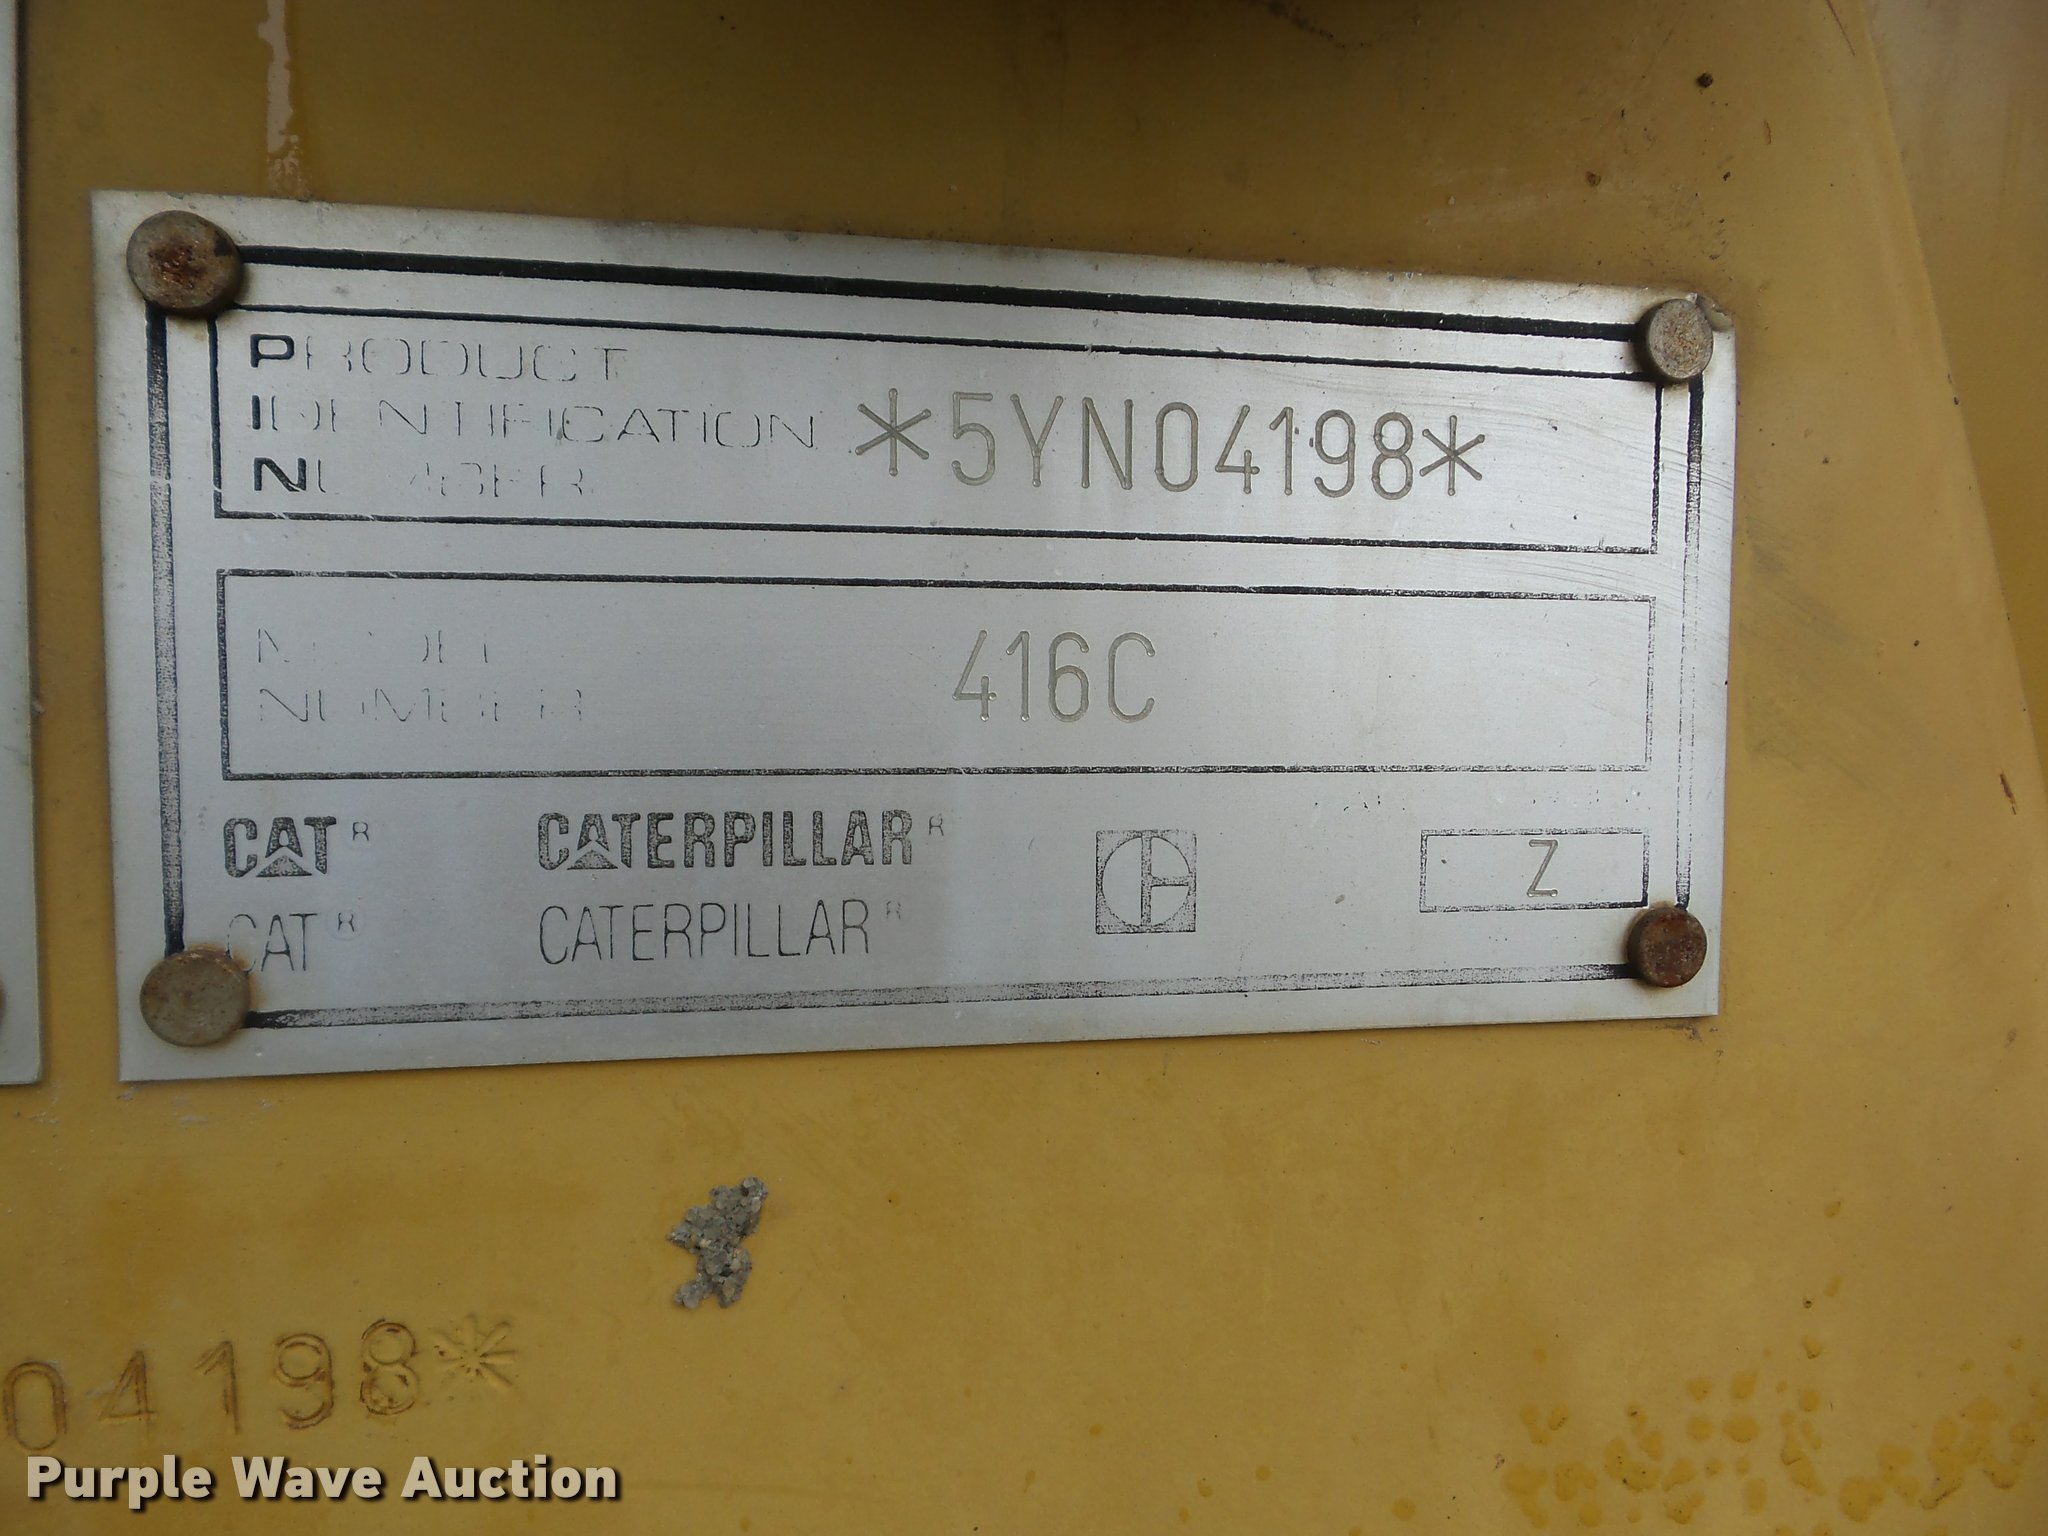 PRODUCT
IDENTIFICATION *5YN04198*
NUMBER
MODEL
NUMBER 416C
CAT R CATERPILLAR R
Z
CAT R CATERPILLAR R
04198*
Purple Wave Auction